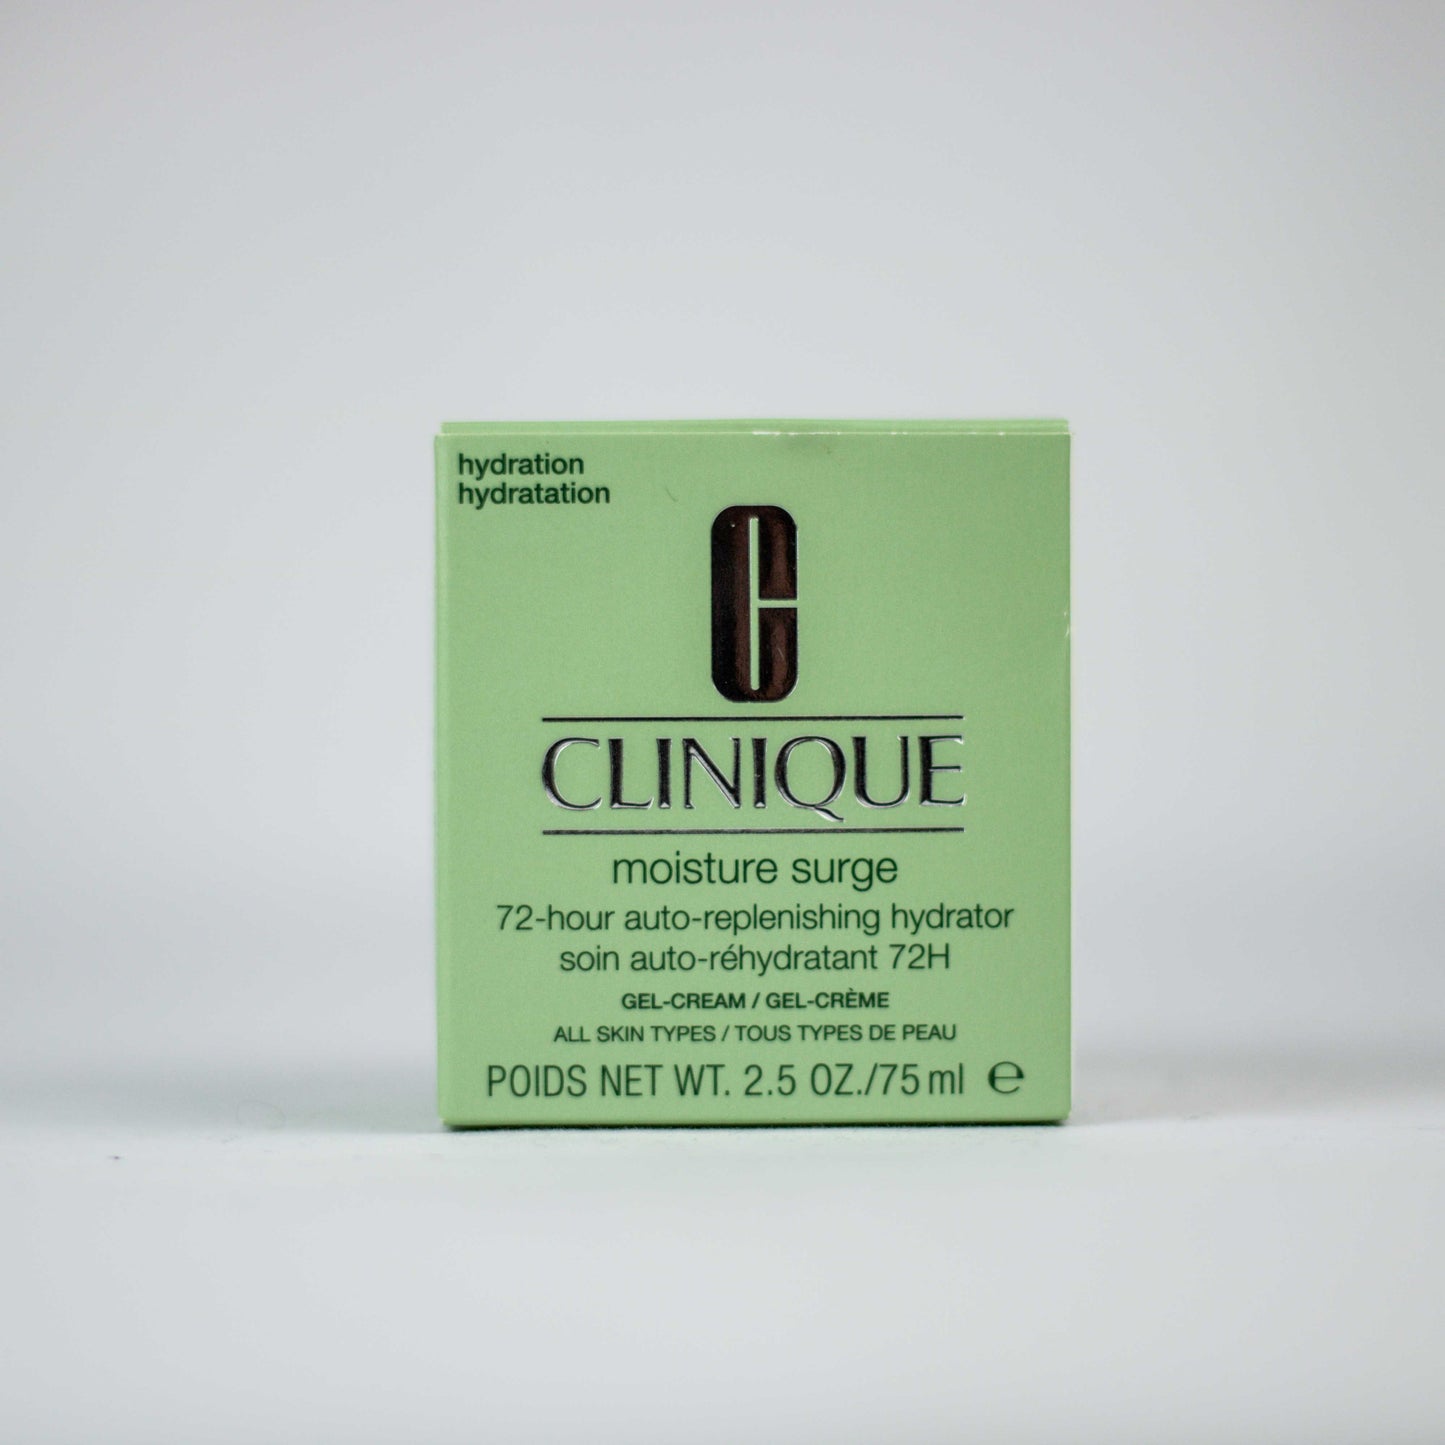 hydration
hydratation
C
CLINIQUE
moisture surge
72-hour auto-replenishing hydrator
soin auto-réhydratant 72H
GEL-CREAM / GEL-CRÈME
ALL SKIN TYPES / TOUS TYPES DE PEAU
POIDS NET WT. 2.5 OZ./75 ml ℮